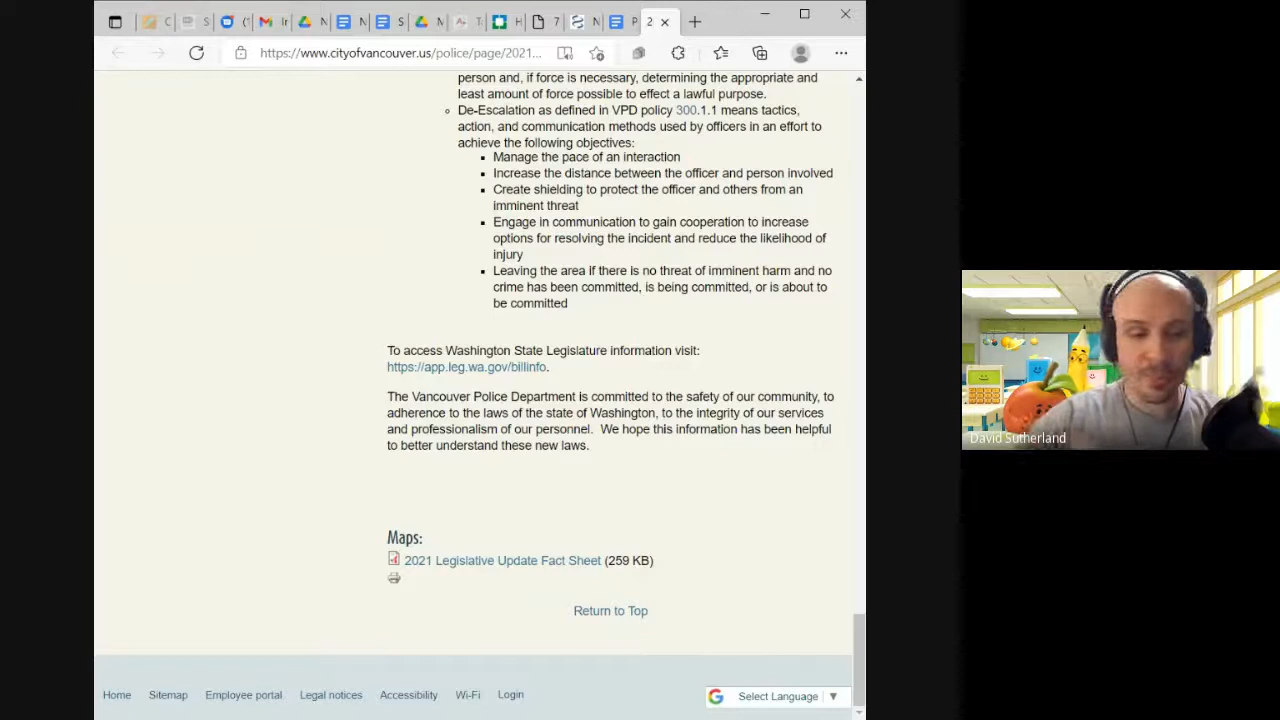 2
https://www.cityofvancouver.us/police/page/2021...
person and, if force is necessary, determining the appropriate and
least amount of force possible to effect a lawful purpose.
De-Escalation as defined in VPD policy 300.1.1 means tactics,
action, and communication methods used by officers in an effort to
achieve the following objectives:
Manage the pace of an interaction
Increase the distance between the officer and person involved
Create shielding to protect the officer and others from an
imminent threat
Engage in communication to gain cooperation to increase
options for resolving the incident and reduce the likelihood of
injury
Leaving the area if there is no threat of imminent harm and no
crime has been committed, is being committed, or is about to
be committed
To access Washington State Legislature information visit:
https://app.leg.wa.gov/billinfo.
The Vancouver Police Department is committed to the safety of our community, to
adherence to the laws of the state of Washington, to the integrity of our services
and professionalism of our personnel.  We hope this information has been helpful
to better understand these new laws.
Maps:
2021 Legislative Update Fact Sheet (259 KB)
Return to Top
Home Sitemap Employee portal Legal notices Accessibility Wi-Fi Login
Select Language
David Sutherland